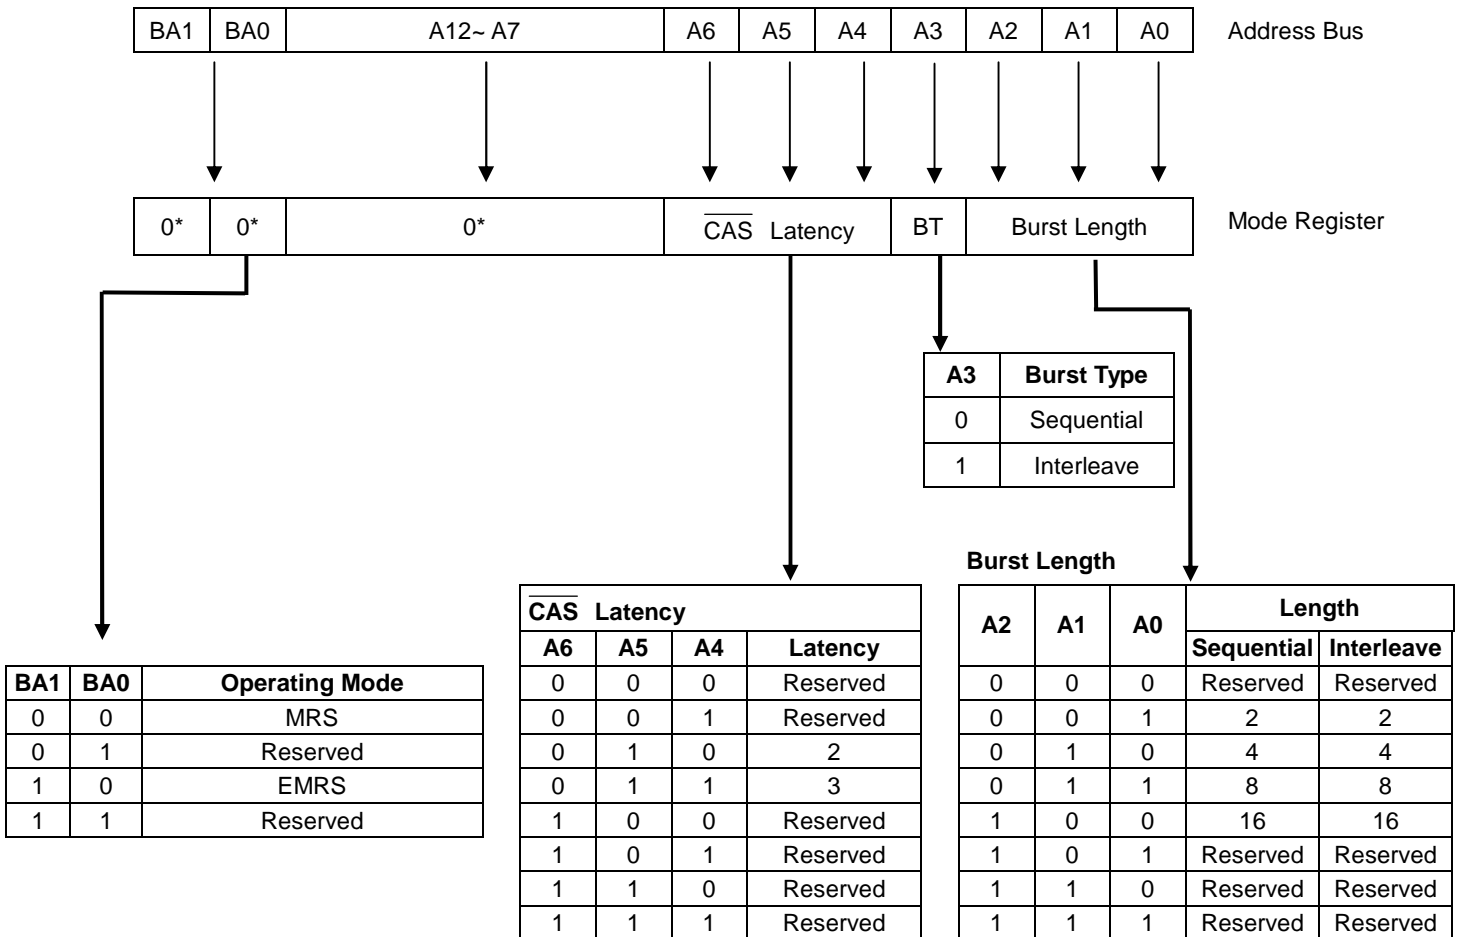 BA1 BA0 A12~ A7 A6 A5 A4 A3 A2 A1 A0 Address Bus
0* 0* 0* CAS Latency BT Burst Length Mode Register
A3 Burst Type
0 Sequential
1 Interleave
BA1 BA0 Operating Mode
0 0 MRS
0 1 Reserved
1 0 EMRS
1 1 Reserved
CAS Latency
A6 A5 A4 Latency
0 0 0 Reserved
0 0 1 Reserved
0 1 0 2
0 1 1 3
1 0 0 Reserved
1 0 1 Reserved
1 1 0 Reserved
1 1 1 Reserved
Burst Length
A2 A1 A0 Length
Sequential Interleave
0 0 0 Reserved Reserved
0 0 1 2 2
0 1 0 4 4
0 1 1 8 8
1 0 0 16 16
1 0 1 Reserved Reserved
1 1 0 Reserved Reserved
1 1 1 Reserved Reserved